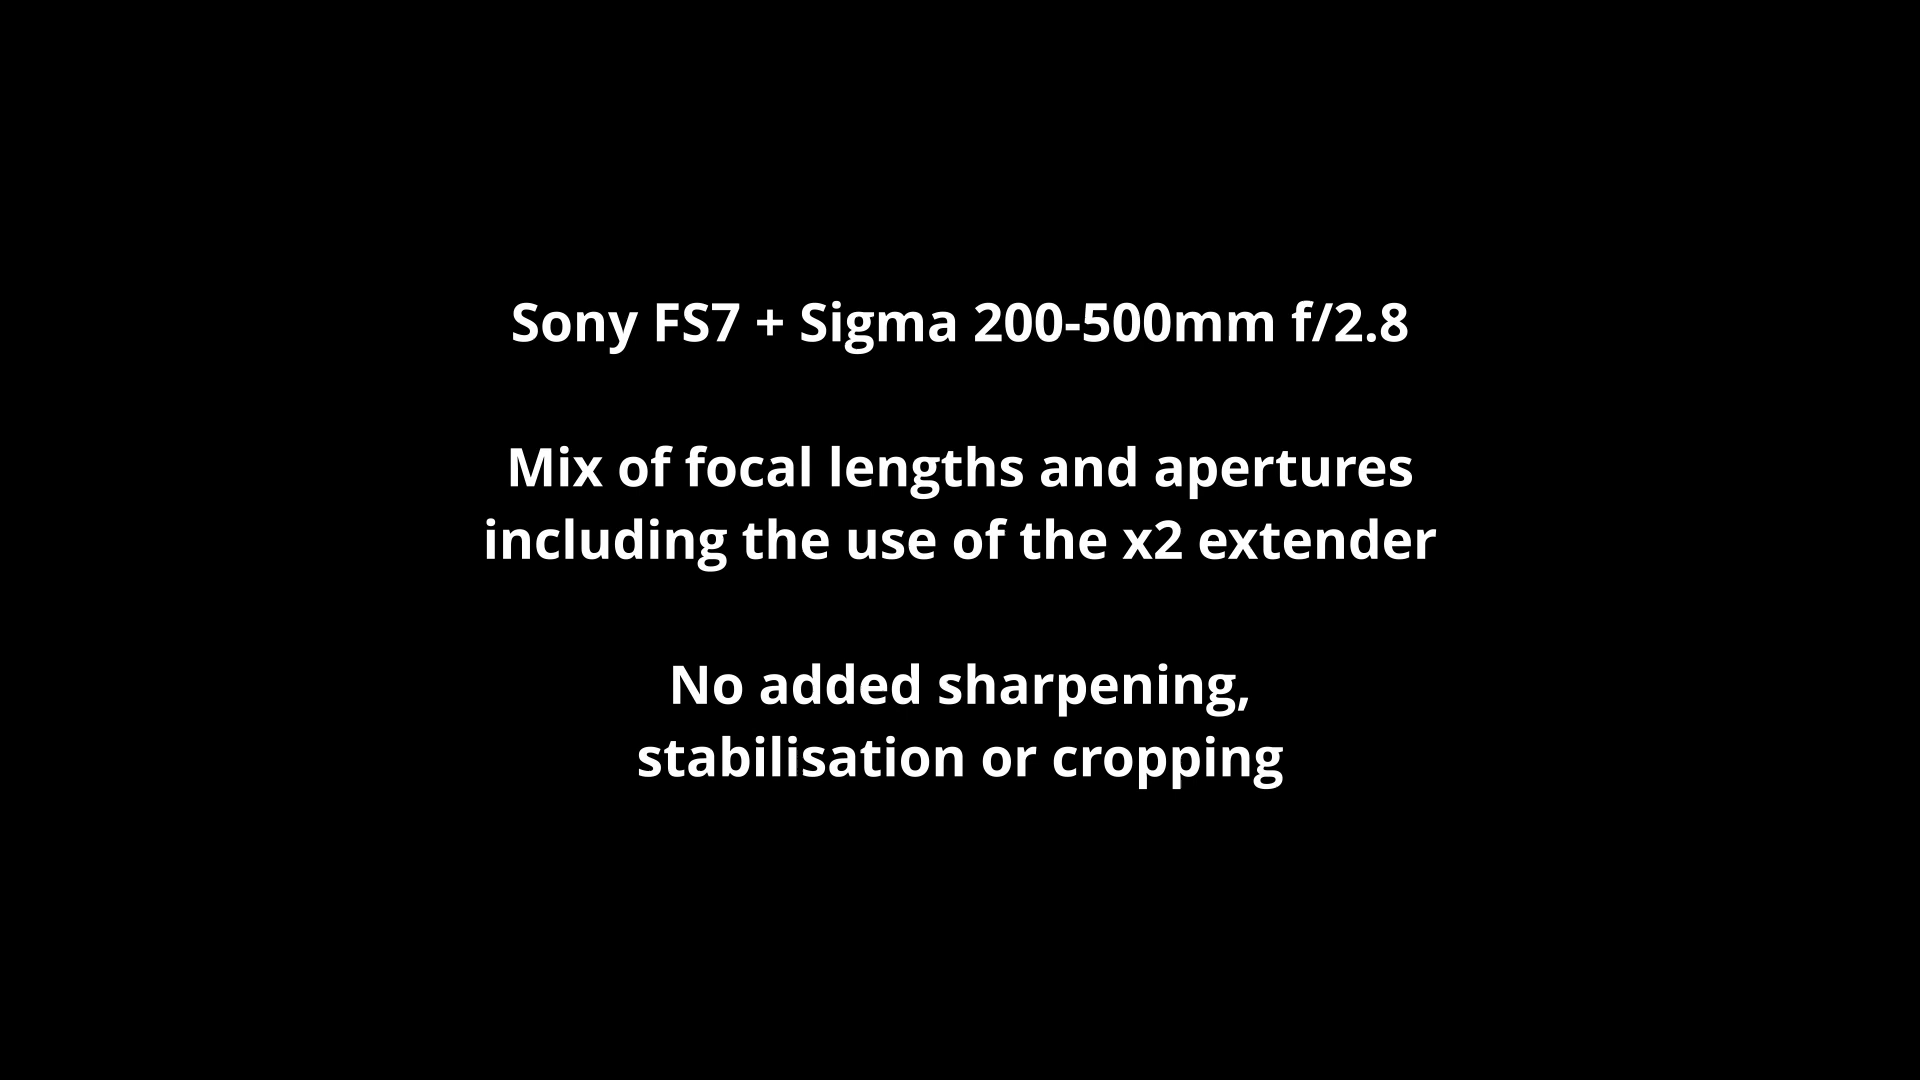 Sony FS7 + Sigma 200-500mm f/2.8
Mix of focal lengths and apertures
including the use of the x2 extender
No added sharpening,
stabilisation or cropping